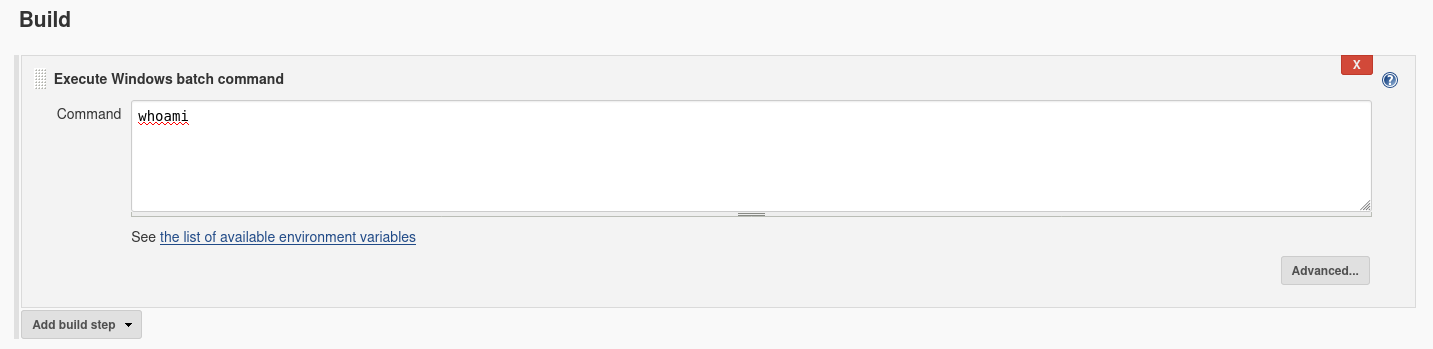 Build
Execute Windows batch command
X
?
Command
whoami
See the list of available environment variables
Advanced...
Add build step